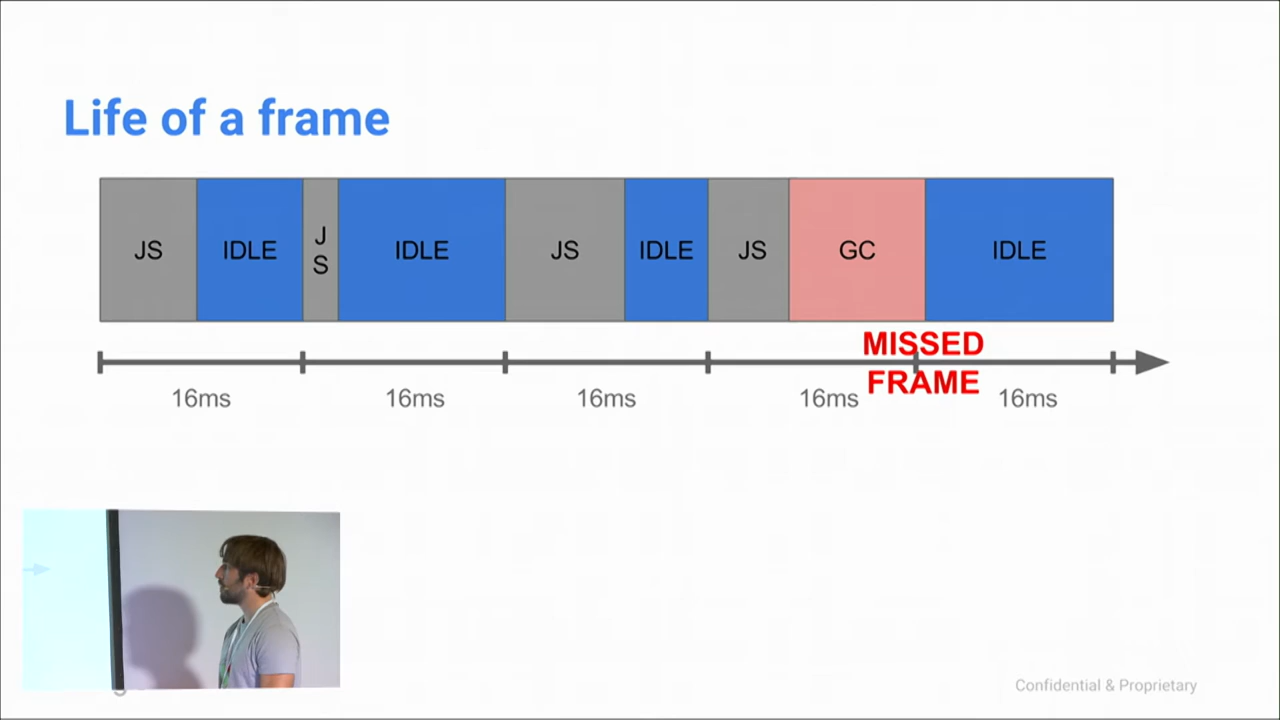 Life of a frame
JS
IDLE
J
S
IDLE
JS
IDLE
JS
GC
IDLE
MISSED
FRAME
16ms
16ms
16ms
16ms
16ms
Confidential & Proprietary